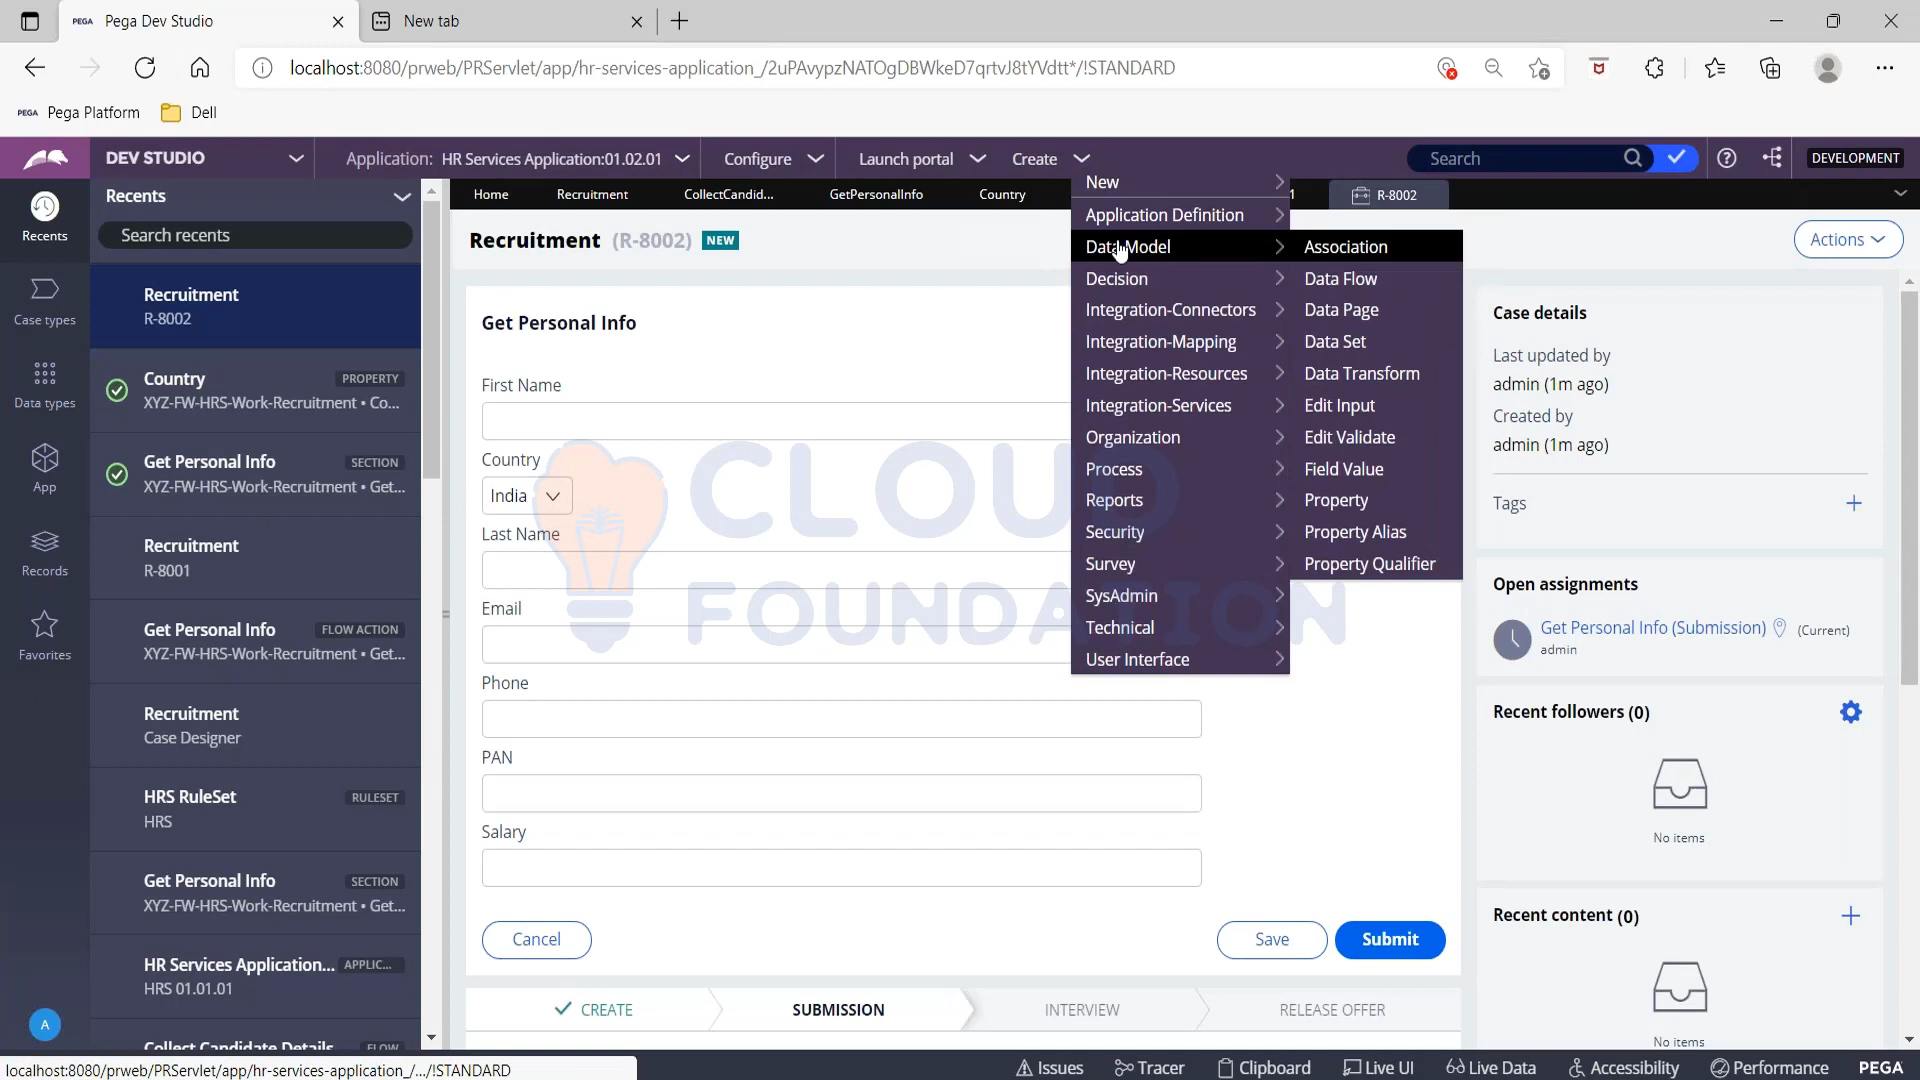 PEGA Pega Dev Studio
New tab
localhost:8080/prweb/PRServlet/app/hr-services-application_/2uPAvypzNATOgDBWkeD7qrtvJ8tYVdtt*/!STANDARD
PEGA Pega Platform Dell
DEV STUDIO Application: HR Services Application:01.02.01 Configure Launch portal Create Search DEVELOPMENT
Recents
Search recents
Recents
Case types
Data types
App
Records
Favorites
A
Recruitment
R-8002
Country PROPERTY
XYZ-FW-HRS-Work-Recruitment • Co...
Get Personal Info SECTION
XYZ-FW-HRS-Work-Recruitment • Get...
Recruitment
R-8001
Get Personal Info FLOW ACTION
XYZ-FW-HRS-Work-Recruitment • Get...
Recruitment
Case Designer
HRS RuleSet RULESET
HRS
Get Personal Info SECTION
XYZ-FW-HRS-Work-Recruitment • Get...
HR Services Application... APPLIC...
HRS 01.01.01
Collect Candidate Details FLOW
Home Recruitment CollectCandid... GetPersonalInfo Country 1 R-8002
Recruitment (R-8002) NEW
Actions
Get Personal Info
First Name
Country
India
Last Name
Email
Phone
PAN
Salary
Cancel Save Submit
CREATE SUBMISSION INTERVIEW RELEASE OFFER
CLOUD
FOUNDATION
New
Application Definition
Data Model
Decision
Integration-Connectors
Integration-Mapping
Integration-Resources
Integration-Services
Organization
Process
Reports
Security
Survey
SysAdmin
Technical
User Interface
Association
Data Flow
Data Page
Data Set
Data Transform
Edit Input
Edit Validate
Field Value
Property
Property Alias
Property Qualifier
Case details
Last updated by
admin (1m ago)
Created by
admin (1m ago)
Tags
Open assignments
Get Personal Info (Submission) (Current)
admin
Recent followers (0)
No items
Recent content (0)
No items
localhost:8080/prweb/PRServlet/app/hr-services-application_/.../!STANDARD
Issues Tracer Clipboard Live UI Live Data Accessibility Performance PEGA